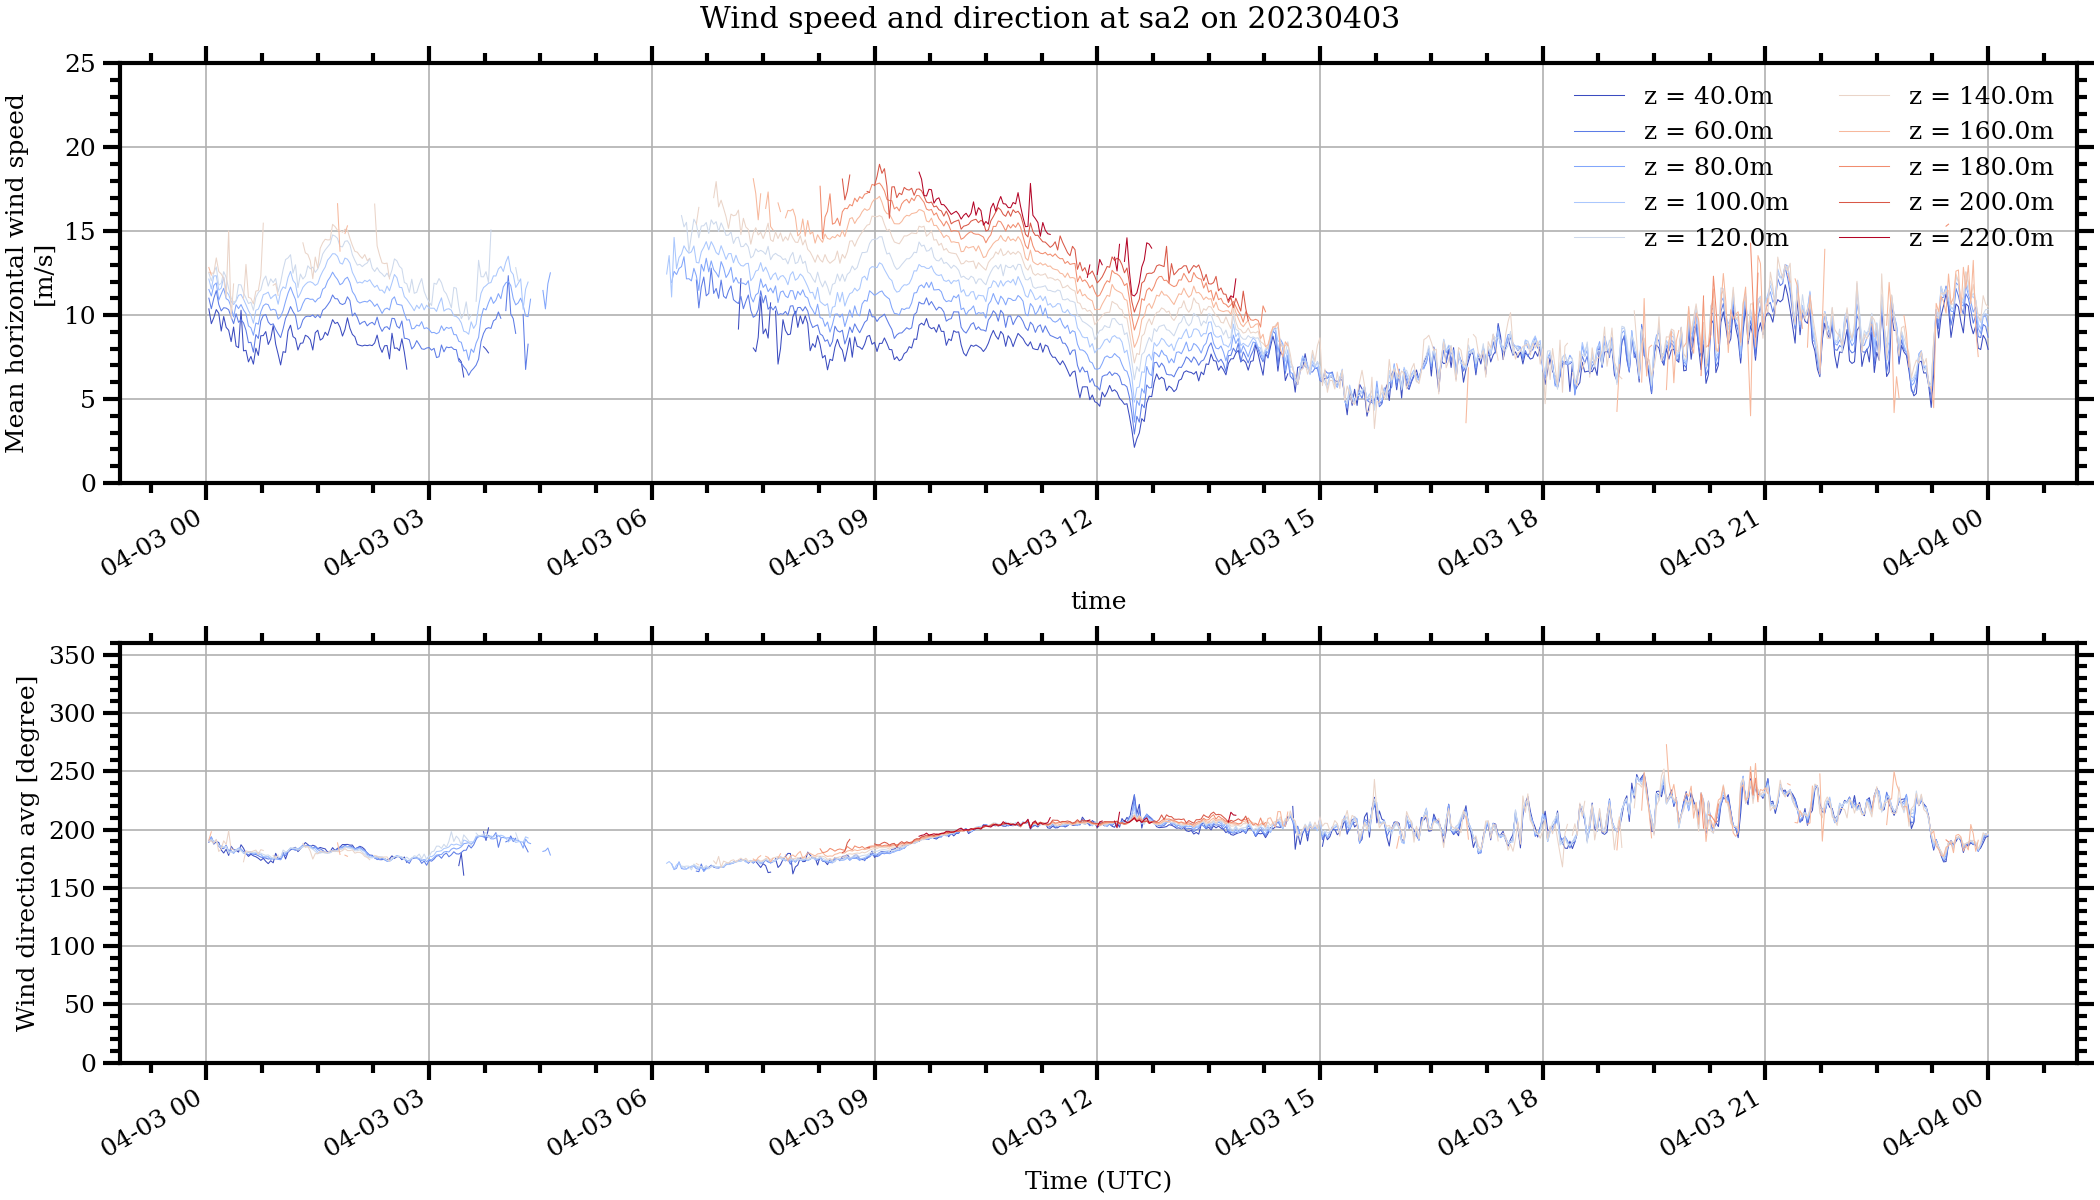 Wind speed and direction at sa2 on 20230403
Mean horizontal wind speed
[m/s]
25
20
15
10
5
0
z = 40.0m
z = 60.0m
z = 80.0m
z = 100.0m
z = 120.0m
z = 140.0m
z = 160.0m
z = 180.0m
z = 200.0m
z = 220.0m
04-03 00
04-03 03
04-03 06
04-03 09
04-03 12
04-03 15
04-03 18
04-03 21
04-04 00
time
Wind direction avg [degree]
350
300
250
200
150
100
50
0
04-03 00
04-03 03
04-03 06
04-03 09
04-03 12
04-03 15
04-03 18
04-03 21
04-04 00
Time (UTC)